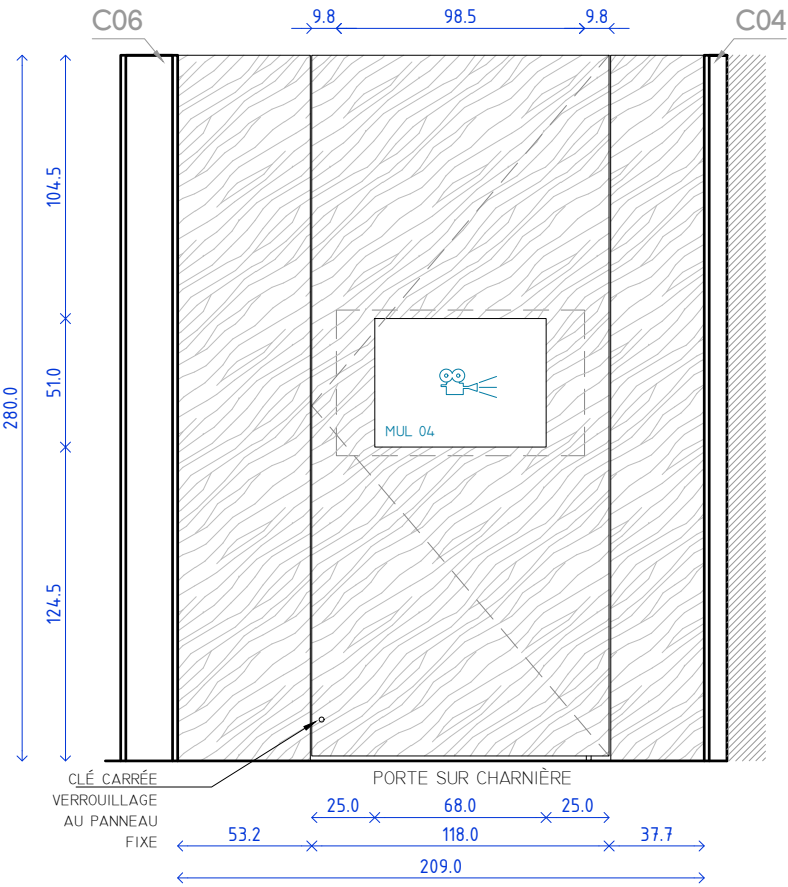 9.8 98.5 9.8
C06 C04
104.5
51.0
280.0
124.5
MUL 04
CLÉ CARRÉE
VERROUILLAGE
AU PANNEAU
FIXE
PORTE SUR CHARNIÈRE
25.0 68.0 25.0
53.2 118.0 37.7
209.0